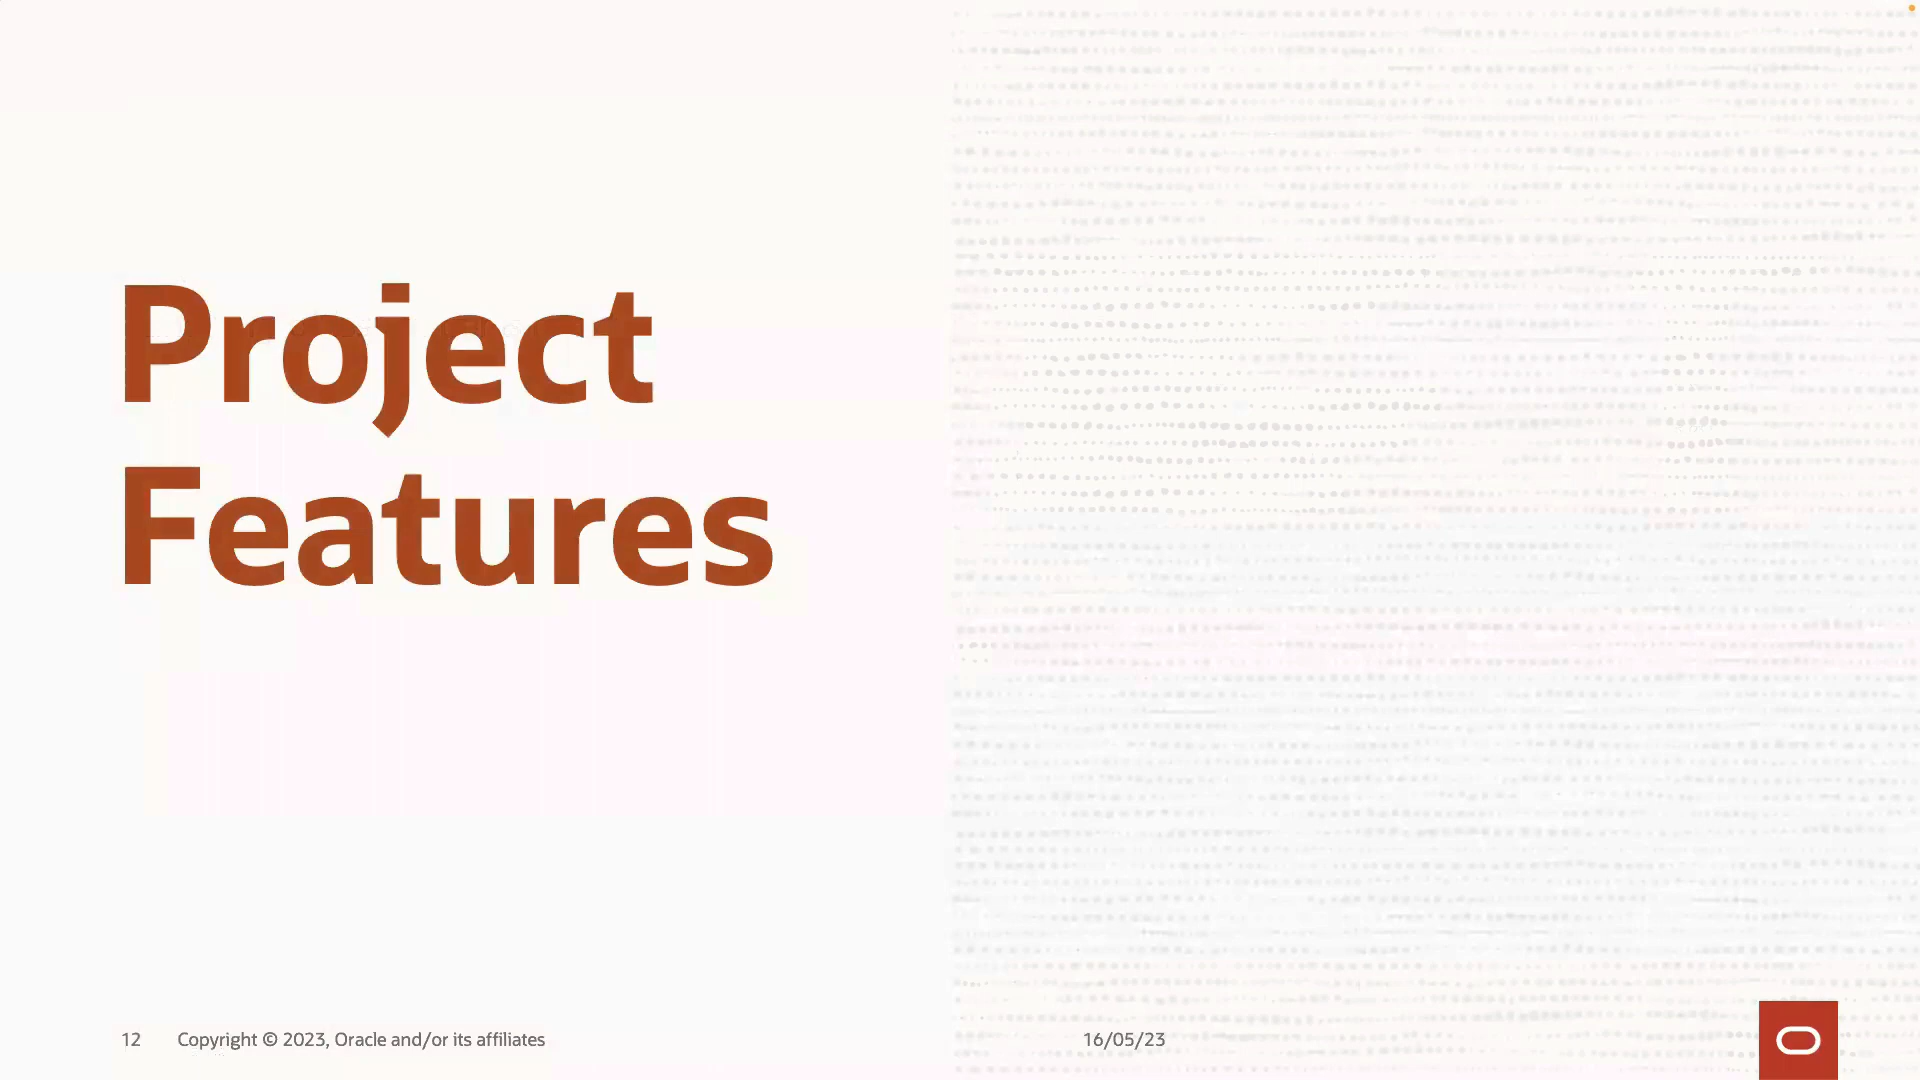 Project
Features
12 Copyright © 2023, Oracle and/or its affiliates 16/05/23